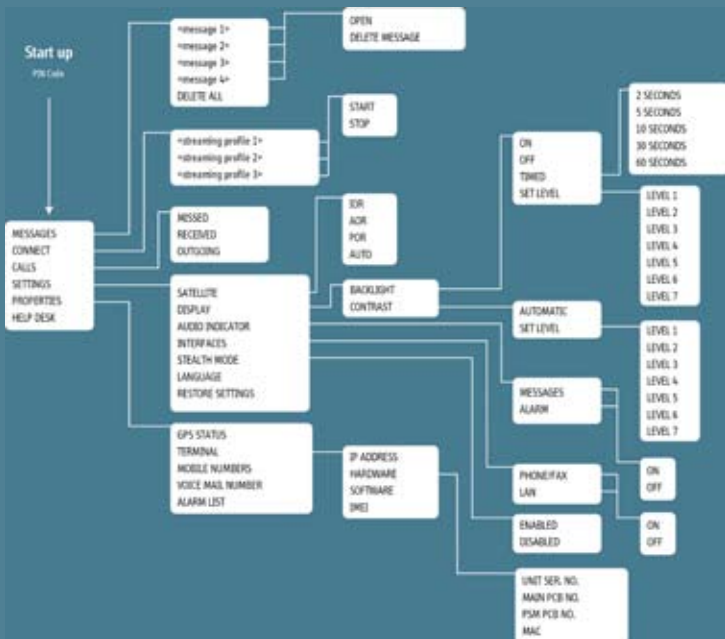 Start up
PIN Code
MESSAGES
CONNECT
CALLS
SETTINGS
PROPERTIES
HELP DESK
<message 1>
<message 2>
<message 3>
<message 4>
DELETE ALL
OPEN
DELETE MESSAGE
<streaming profile 1>
<streaming profile 2>
<streaming profile 3>
START
STOP
MISSED
RECEIVED
OUTGOING
SATELLITE
DISPLAY
AUDIO INDICATOR
INTERFACES
STEALTH MODE
LANGUAGE
RESTORE SETTINGS
IOR
AOR
POR
AUTO
BACKLIGHT
CONTRAST
ON
OFF
TIMED
SET LEVEL
2 SECONDS
5 SECONDS
10 SECONDS
30 SECONDS
60 SECONDS
LEVEL 1
LEVEL 2
LEVEL 3
LEVEL 4
LEVEL 5
LEVEL 6
LEVEL 7
AUTOMATIC
SET LEVEL
LEVEL 1
LEVEL 2
LEVEL 3
LEVEL 4
LEVEL 5
LEVEL 6
LEVEL 7
MESSAGES
ALARM
ON
OFF
PHONE/FAX
LAN
ON
OFF
ENABLED
DISABLED
GPS STATUS
TERMINAL
MOBILE NUMBERS
VOICE MAIL NUMBER
ALARM LIST
IP ADDRESS
HARDWARE
SOFTWARE
IMEI
UNIT SER. NO.
MAIN PCB NO.
PSM PCB NO.
MAC